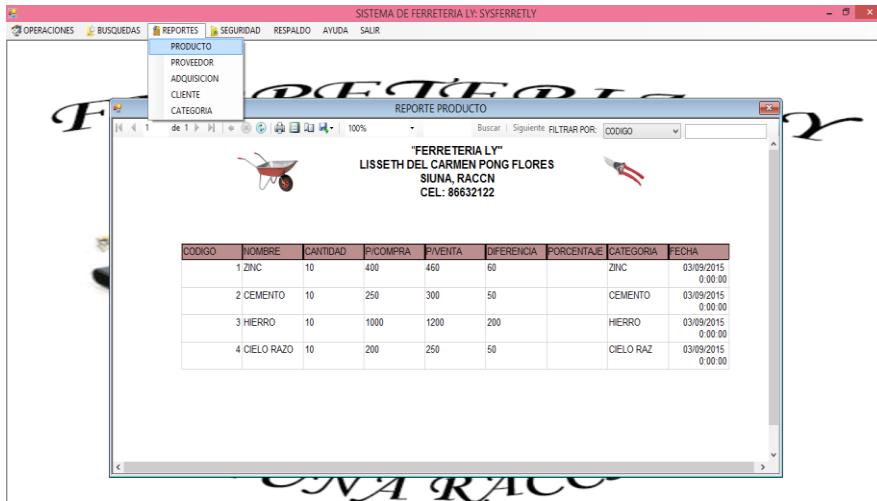 SISTEMA DE FERRETERIA LY: SYSFERRETLY
OPERACIONES BUSQUEDAS REPORTES SEGURIDAD RESPALDO AYUDA SALIR
PRODUCTO
PROVEEDOR
ADQUISICION
CLIENTE
CATEGORIA
REPORTE PRODUCTO
1 de 1 100% Buscar Siguiente FILTRAR POR: CODIGO
"FERRETERIA LY"
LISSETH DEL CARMEN PONG FLORES
SIUNA, RACCN
CEL: 86632122
CODIGO NOMBRE CANTIDAD P/COMPRA P/VENTA DIFERENCIA PORCENTAJE CATEGORIA FECHA
1 ZINC 10 400 460 60 ZINC 03/09/2015
0:00:00
2 CEMENTO 10 250 300 50 CEMENTO 03/09/2015
0:00:00
3 HIERRO 10 1000 1200 200 HIERRO 03/09/2015
0:00:00
4 CIELO RAZO 10 200 250 50 CIELO RAZ 03/09/2015
0:00:00